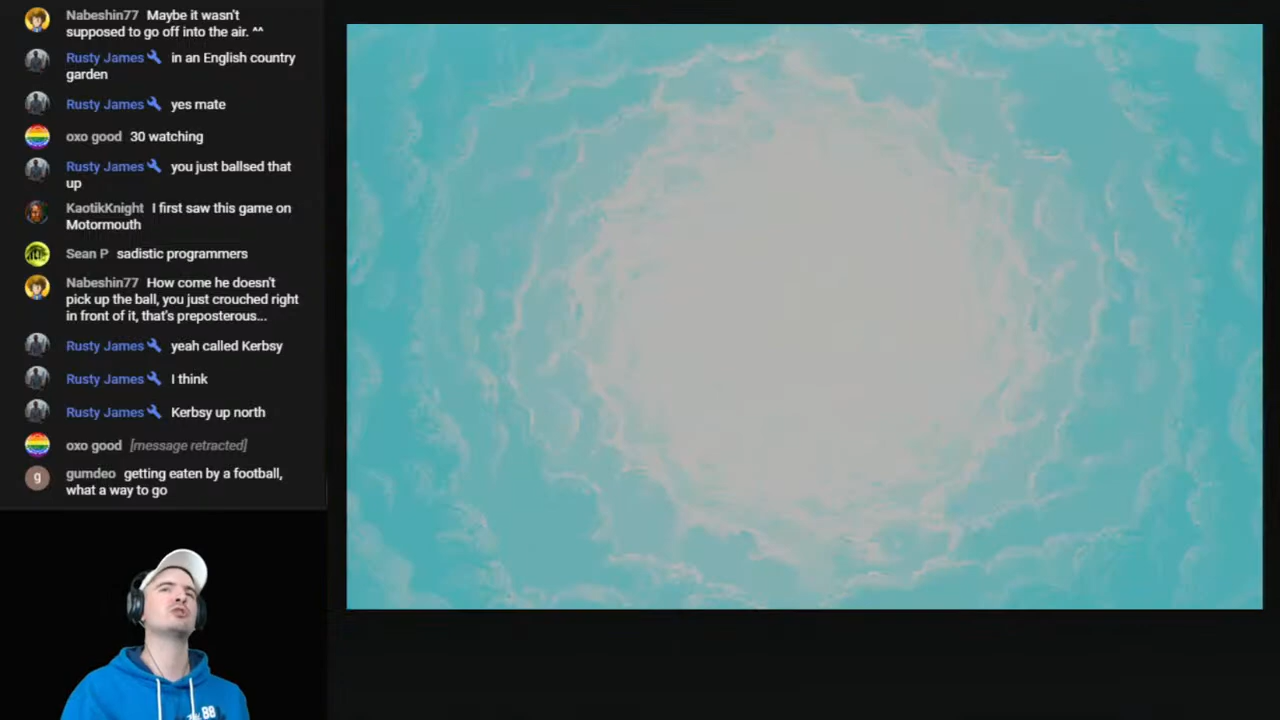 Nabeshin77 Maybe it wasn't
supposed to go off into the air. ^^
Rusty James in an English country
garden
Rusty James yes mate
oxo good 30 watching
Rusty James you just ballsed that
up
KaotikKnight I first saw this game on
Motormouth
Sean P sadistic programmers
Nabeshin77 How come he doesn't
pick up the ball, you just crouched right
in front of it, that's preposterous...
Rusty James yeah called Kerbsy
Rusty James I think
Rusty James Kerbsy up north
oxo good [message retracted]
g gumdeo getting eaten by a football,
what a way to go